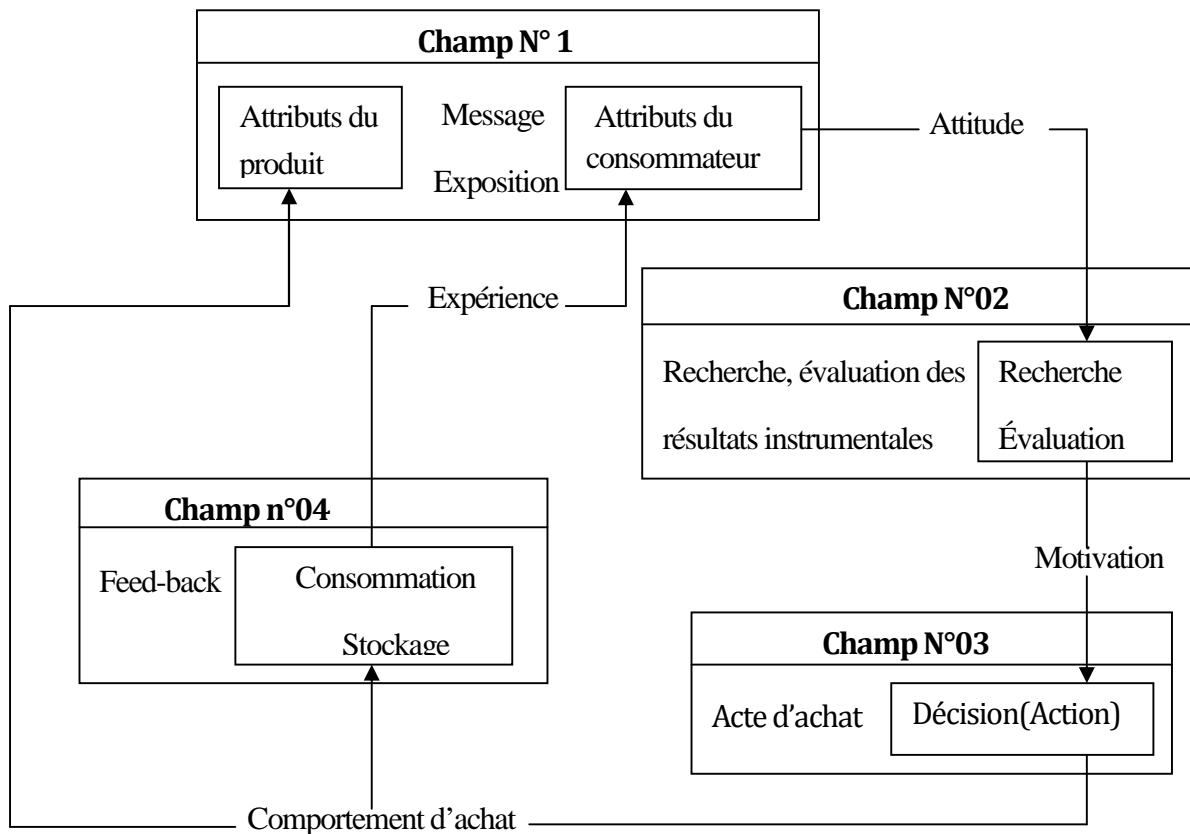 Champ N° 1
Attributs du
produit
Message
Exposition
Attributs du
consommateur
Attitude
Expérience
Champ N°02
Recherche, évaluation des
résultats instrumentales
Recherche
Évaluation
Champ n°04
Feed-back
Consommation
Stockage
Motivation
Champ N°03
Acte d'achat
Décision(Action)
Comportement d'achat